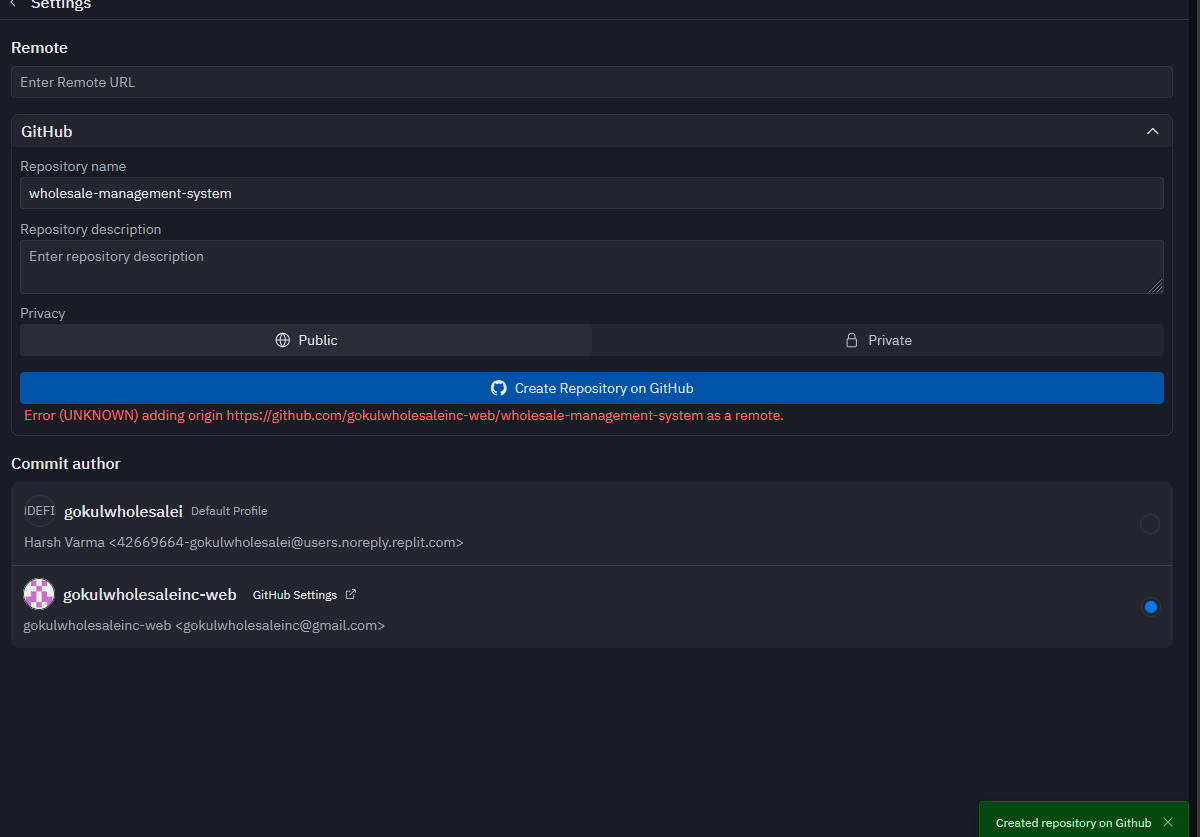 Settings
Remote
Enter Remote URL
GitHub
Repository name
wholesale-management-system
Repository description
Enter repository description
Privacy
Public
Private
Create Repository on GitHub
Error (UNKNOWN) adding origin https://github.com/gokulwholesaleinc-web/wholesale-management-system as a remote.
Commit author
gokulwholesalei Default Profile
Harsh Varma <42669664-gokulwholesalei@users.noreply.replit.com>
gokulwholesaleinc-web GitHub Settings
gokulwholesaleinc-web <gokulwholesaleinc@gmail.com>
Created repository on Github